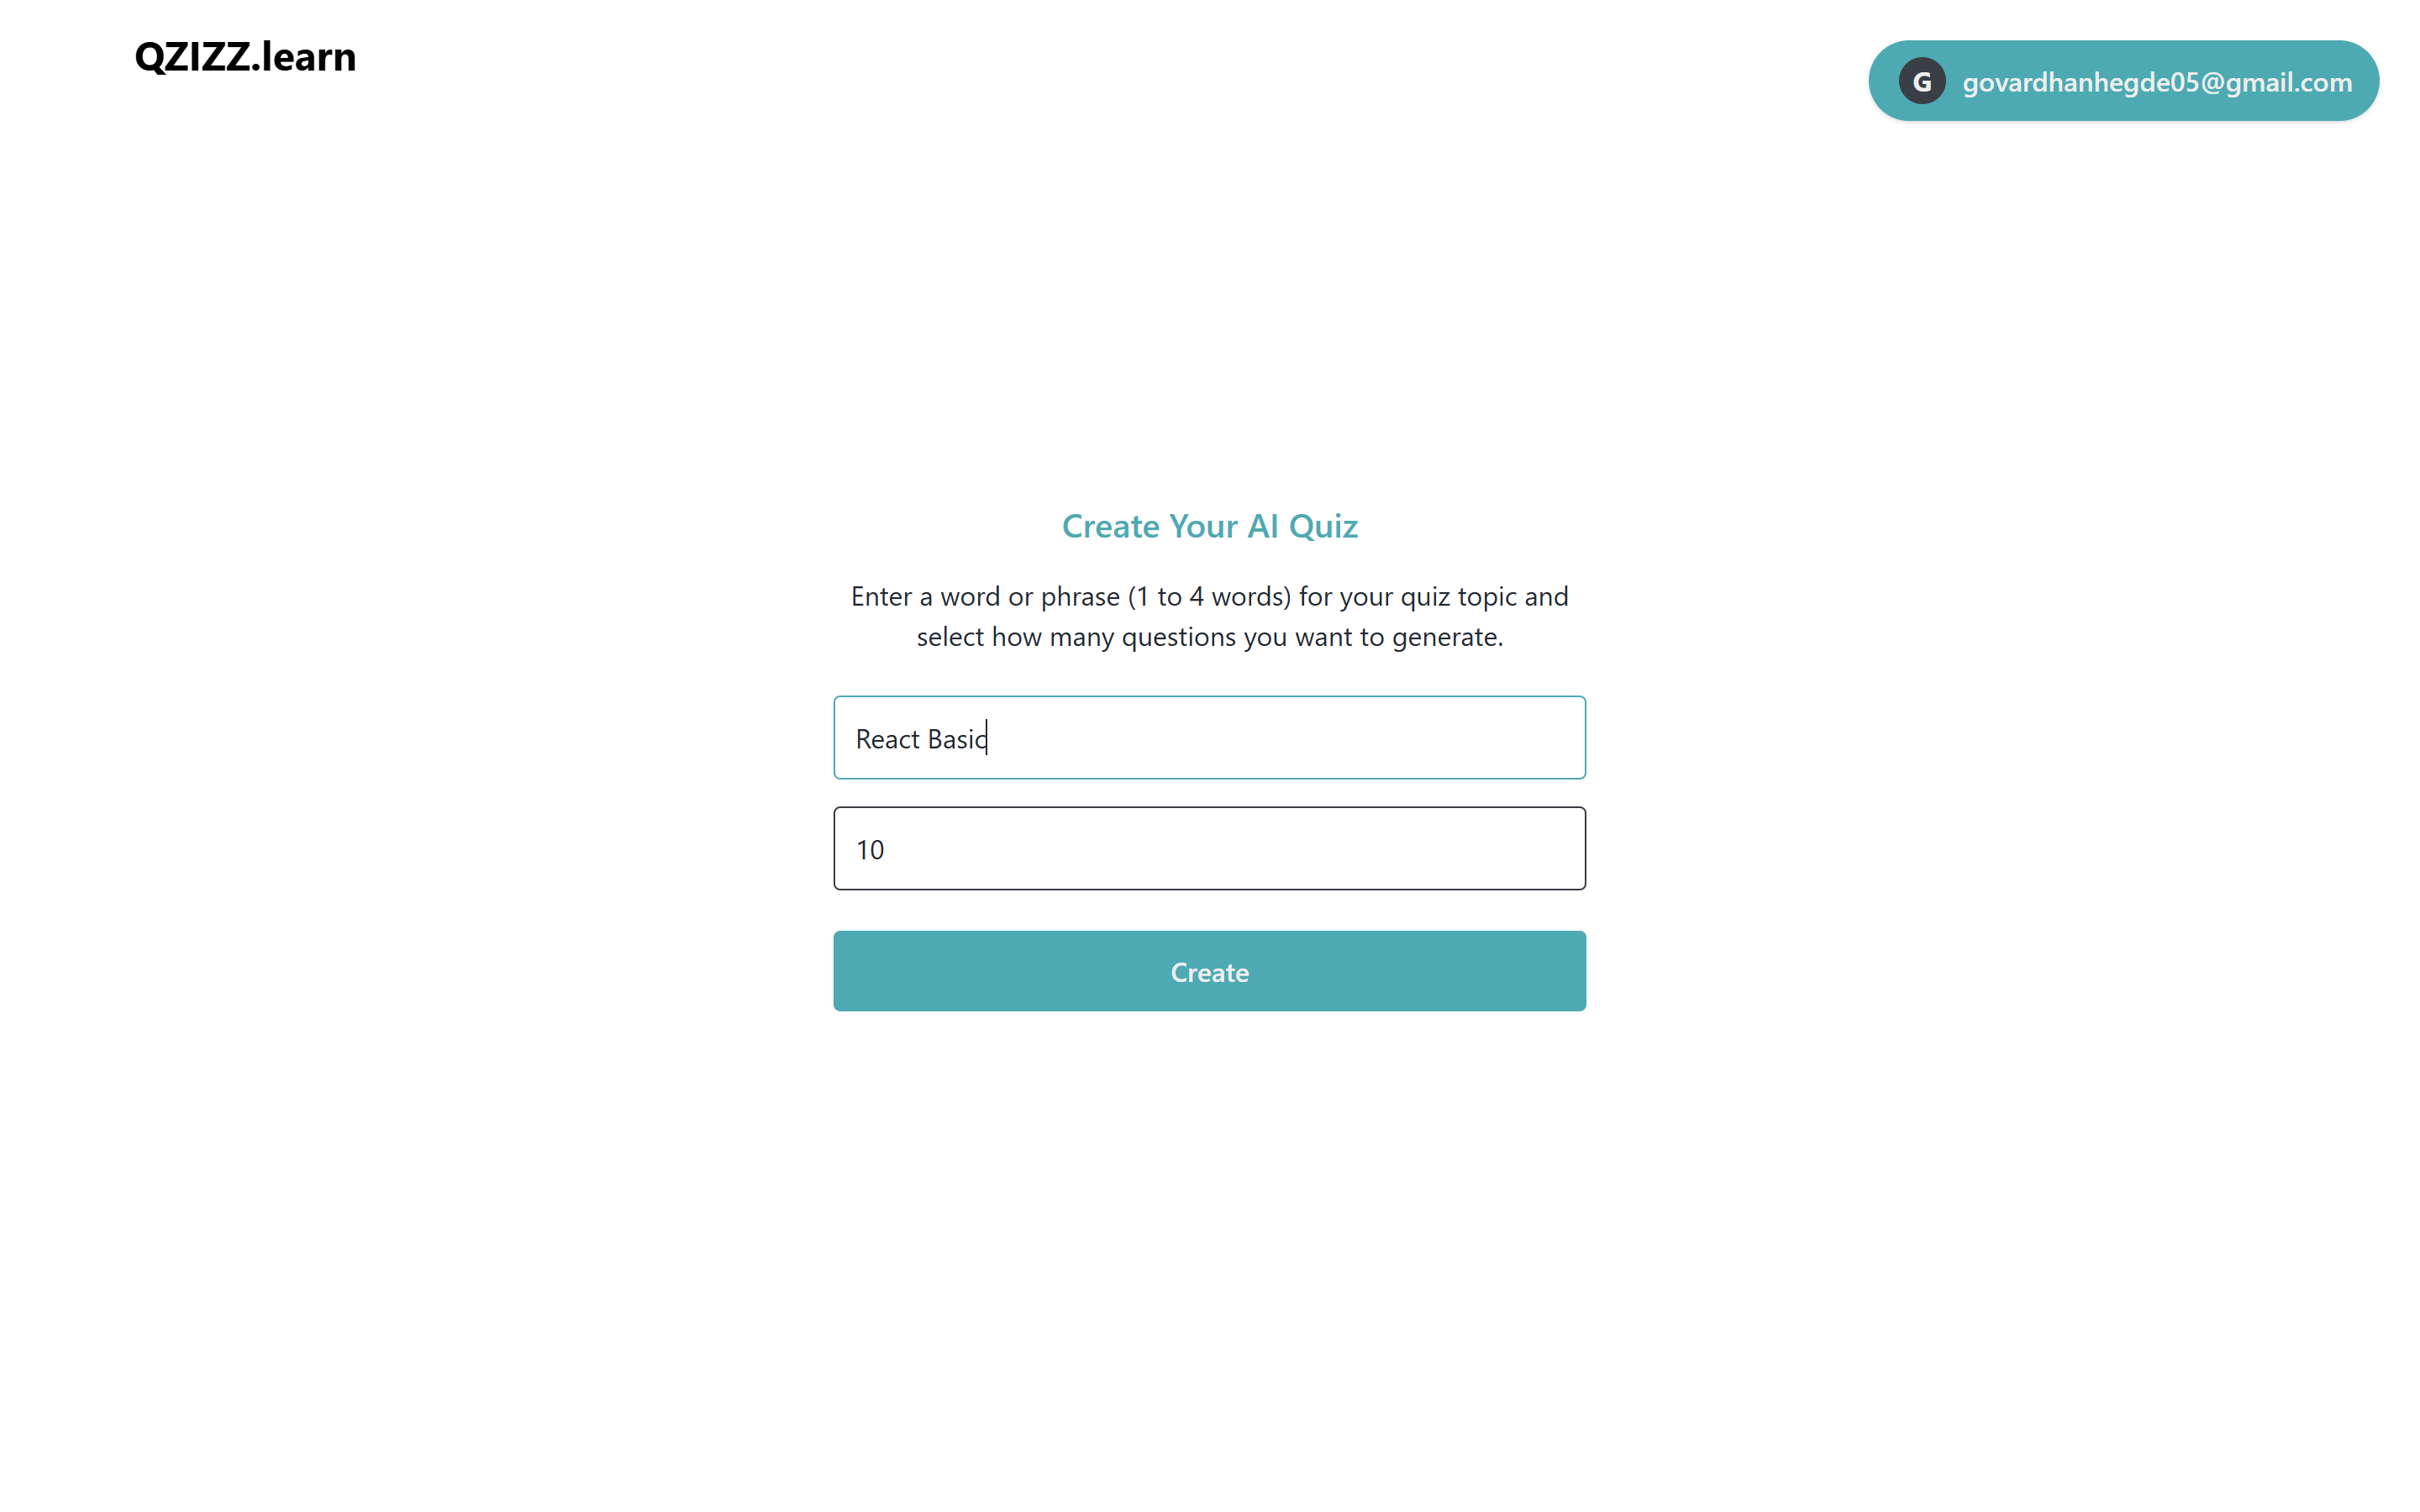 QZIZZ.learn
G govardhanhegde05@gmail.com
Create Your AI Quiz
Enter a word or phrase (1 to 4 words) for your quiz topic and
select how many questions you want to generate.
React Basic
10
Create